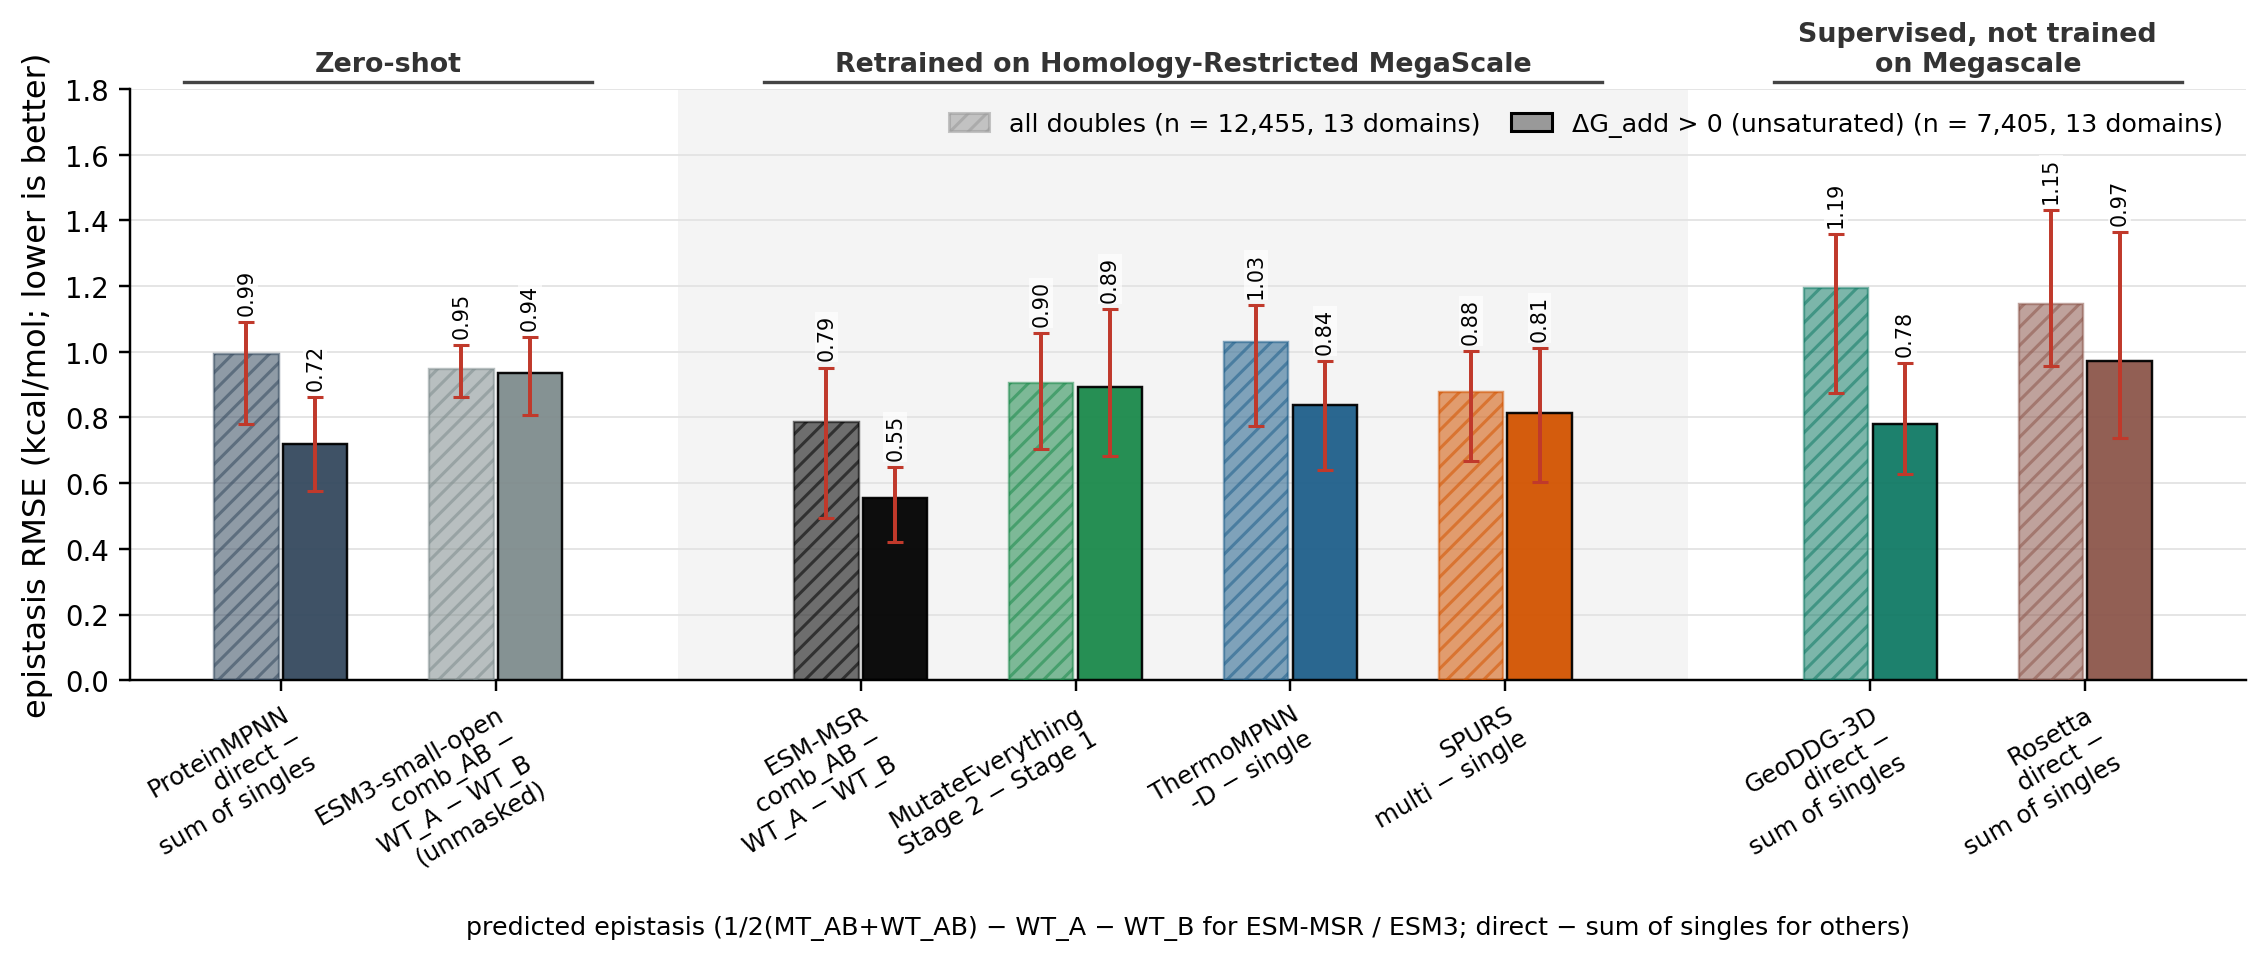 Zero-shot
Retrained on Homology-Restricted MegaScale
Supervised, not trained
on Megascale
epistasis RMSE (kcal/mol; lower is better)
1.8
1.6
1.4
1.2
1.0
0.8
0.6
0.4
0.2
0.0
all doubles (n = 12,455, 13 domains)
ΔG_add > 0 (unsaturated) (n = 7,405, 13 domains)
0.99
0.72
0.95
0.94
0.79
0.55
0.90
0.89
1.03
0.84
0.88
0.81
1.19
0.78
1.15
0.97
ProteinMPNN
direct −
sum of singles
ESM3-small-open
comb_AB −
WT_A − WT_B
(unmasked)
ESM-MSR
comb_AB −
WT_A − WT_B
MutateEverything
Stage 2 − Stage 1
ThermoMPNN
-D − single
SPURS
multi − single
GeoDDG-3D
direct −
sum of singles
Rosetta
direct −
sum of singles
predicted epistasis (1/2(MT_AB+WT_AB) − WT_A − WT_B for ESM-MSR / ESM3; direct − sum of singles for others)